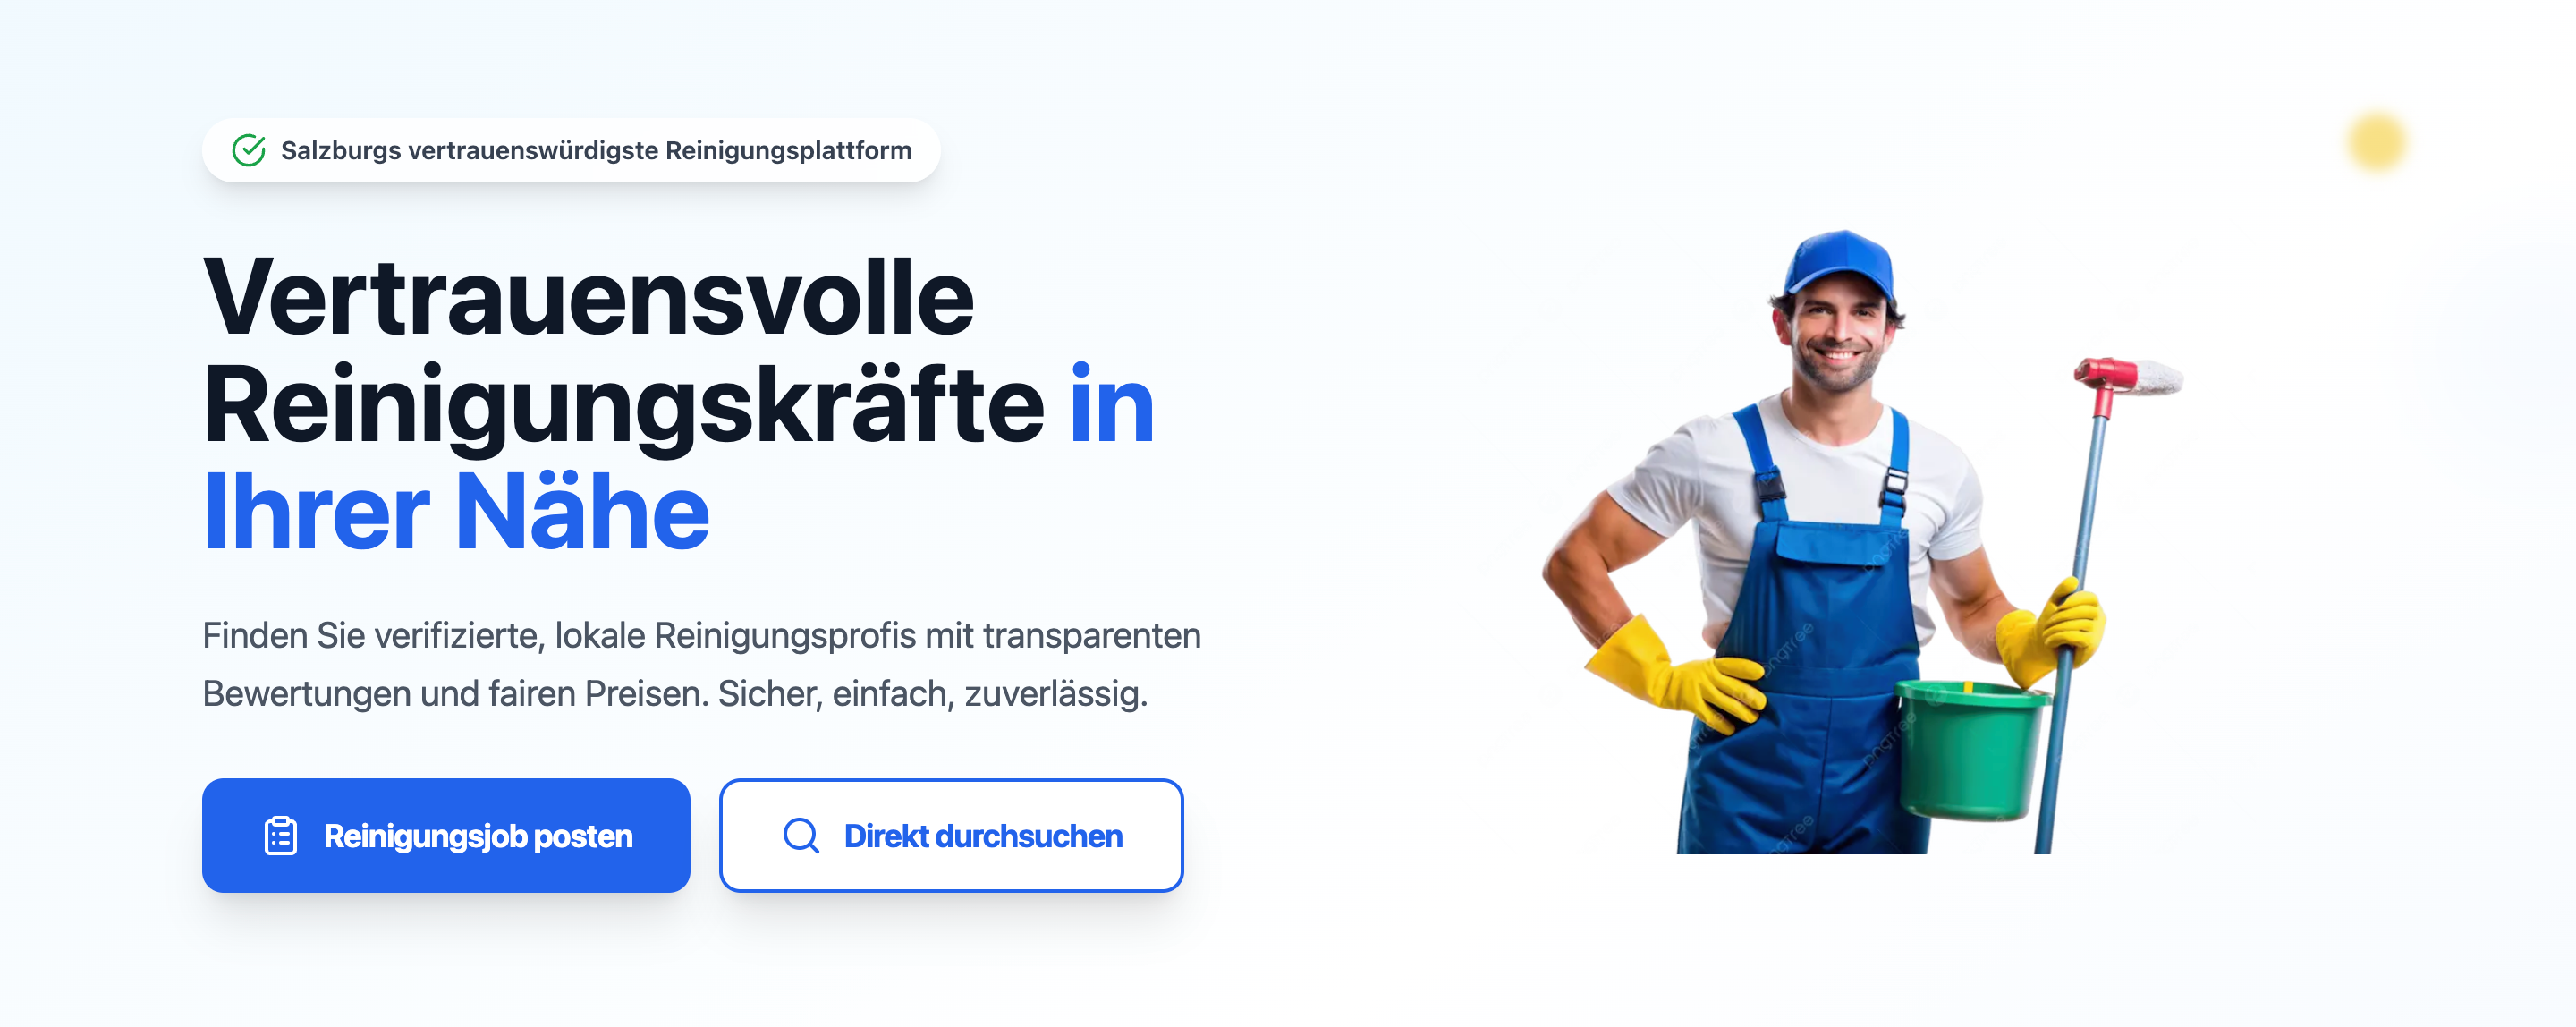 Salzburgs vertrauenswürdigste Reinigungsplattform
Vertrauensvolle
Reinigungskräfte in
Ihrer Nähe
Finden Sie verifizierte, lokale Reinigungsprofis mit transparenten
Bewertungen und fairen Preisen. Sicher, einfach, zuverlässig.
Reinigungsjob posten
Direkt durchsuchen